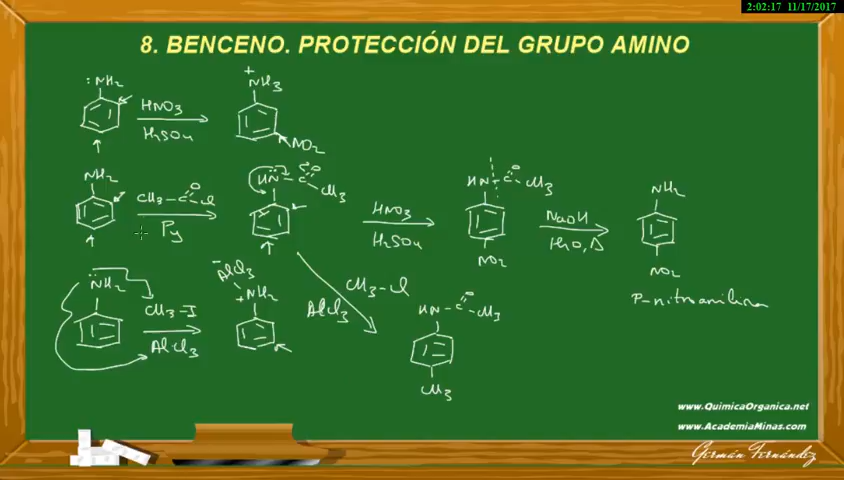 2:02:17 11/17/2017
8. BENCENO. PROTECCIÓN DEL GRUPO AMINO
:NH2
HNO3
H2SO4
+
NH3
NO2
NH2
CH3-C-Cl
O
Py
HN-C-CH3
O
HNO3
H2SO4
HN-C-CH3
O
NO2
NaOH
H2O, Δ
NH2
NO2
p-nitroanilina
NH2
CH3-I
AlCl3
-
AlCl3
+NH2
CH3-Cl
AlCl3
HN-C-CH3
O
CH3
www.QuimicaOrganica.net
www.AcademiaMinas.com
Germán Fernández